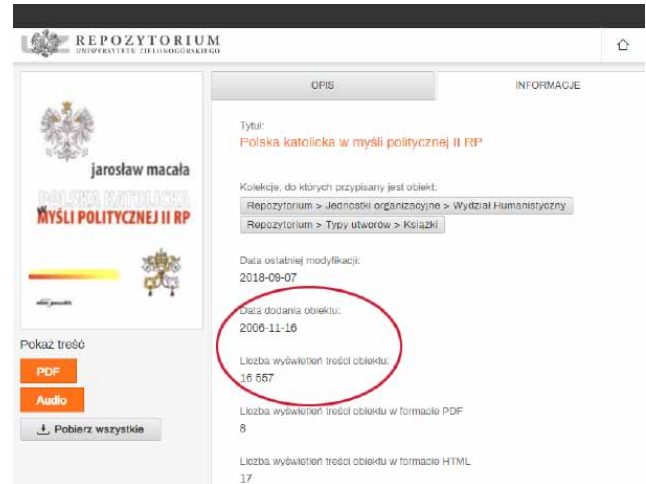 REPOZYTORIUM
UNIWERSYTETU ZIELONOGÓRSKIEGO
OPIS
INFORMACJE
jarosław macała
POLSKA KATOLICKA
W MYŚLI POLITYCZNEJ II RP
Pokaż treść
PDF
Audio
Pobierz wszystkie
Tytuł:
Polska katolicka w myśli politycznej II RP
Kolekcje, do których przypisany jest obiekt:
Repozytorium > Jednostki organizacyjne > Wydział Humanistyczny
Repozytorium > Typy utworów > Książki
Data ostatniej modyfikacji:
2018-09-07
Data dodania obiektu:
2006-11-16
Liczba wyświetleń treści obiektu:
16 557
Liczba wyświetleń treści obiektu w formacie PDF
8
Liczba wyświetleń treści obiektu w formacie HTML
17